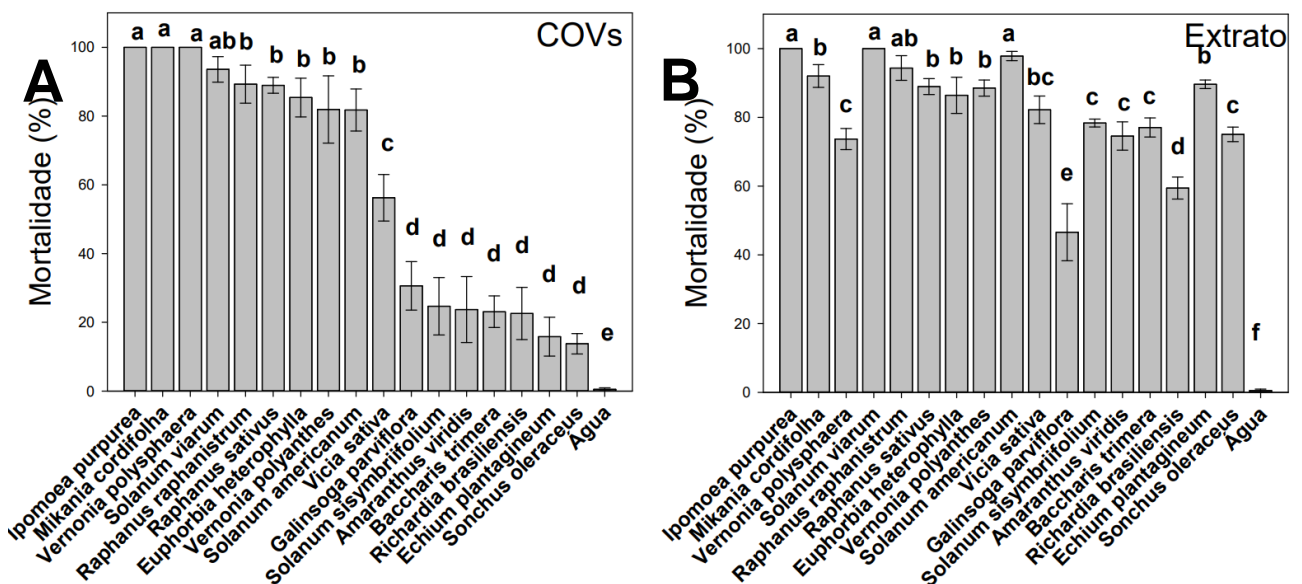 A
COVs
Mortalidade (%)
100
80
60
40
20
0
a a a ab b b b b b c d d d d d d d e
Ipomoea purpurea
Mikania cordifolha
Vernonia polysphaera
Solanum viarum
Raphanus raphanistrum
Raphanus sativus
Euphorbia heterophylla
Vernonia polyanthes
Solanum americanum
Vicia sativa
Galinsoga parviflora
Solanum sisymbriifolium
Amaranthus viridis
Baccharis trimera
Richardia brasiliensis
Echium plantagineum
Sonchus oleraceus
Água
B
Extrato
Mortalidade (%)
100
80
60
40
20
0
a b c a ab b b b a bc e c c c d b c f
Ipomoea purpurea
Mikania cordifolha
Vernonia polysphaera
Solanum viarum
Raphanus raphanistrum
Raphanus sativus
Euphorbia heterophylla
Vernonia polyanthes
Solanum americanum
Vicia sativa
Galinsoga parviflora
Solanum sisymbriifolium
Amaranthus viridis
Baccharis trimera
Richardia brasiliensis
Echium plantagineum
Sonchus oleraceus
Água